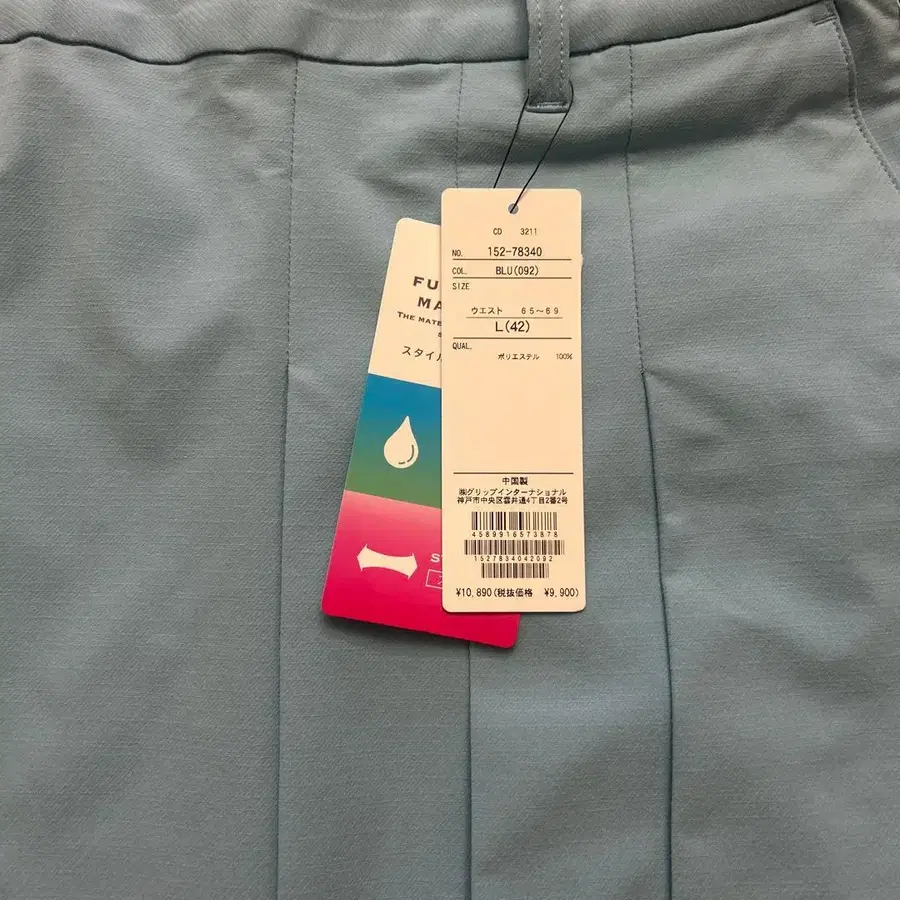 CD 3211
NO. 152-78340
COL. BLU(092)
SIZE
ウエスト 65~69
L(42)
QUAL.
ポリエステル 100%
中国製
㈱グリップインターナショナル
神戸市中央区雲井通4丁目2番2号
4589916573878
1527834042092
¥10,890(税抜価格 ¥9,900)
FU
MA
THE MATE
スタイル
ST